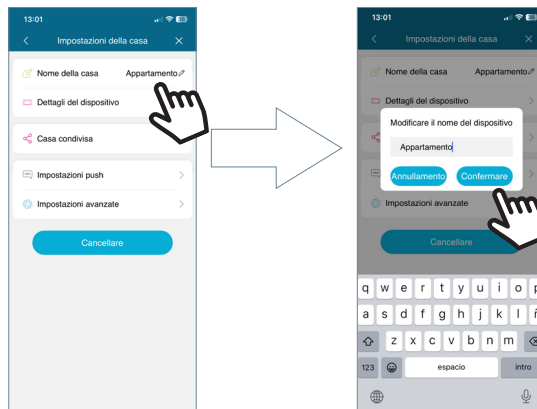 13:01
Impostazioni della casa
Nome della casa Appartamento
Dettagli del dispositivo
Casa condivisa
Impostazioni push
Impostazioni avanzate
Cancellare
13:01
Impostazioni della casa
Nome della casa Appartamento
Dettagli del dispositivo
Modificare il nome del dispositivo
Appartamento
Annullamento Confermare
Impostazioni avanzate
Cancellare
q w e r t y u i o p
a s d f g h j k l ñ
z x c v b n m
123 espacio intro